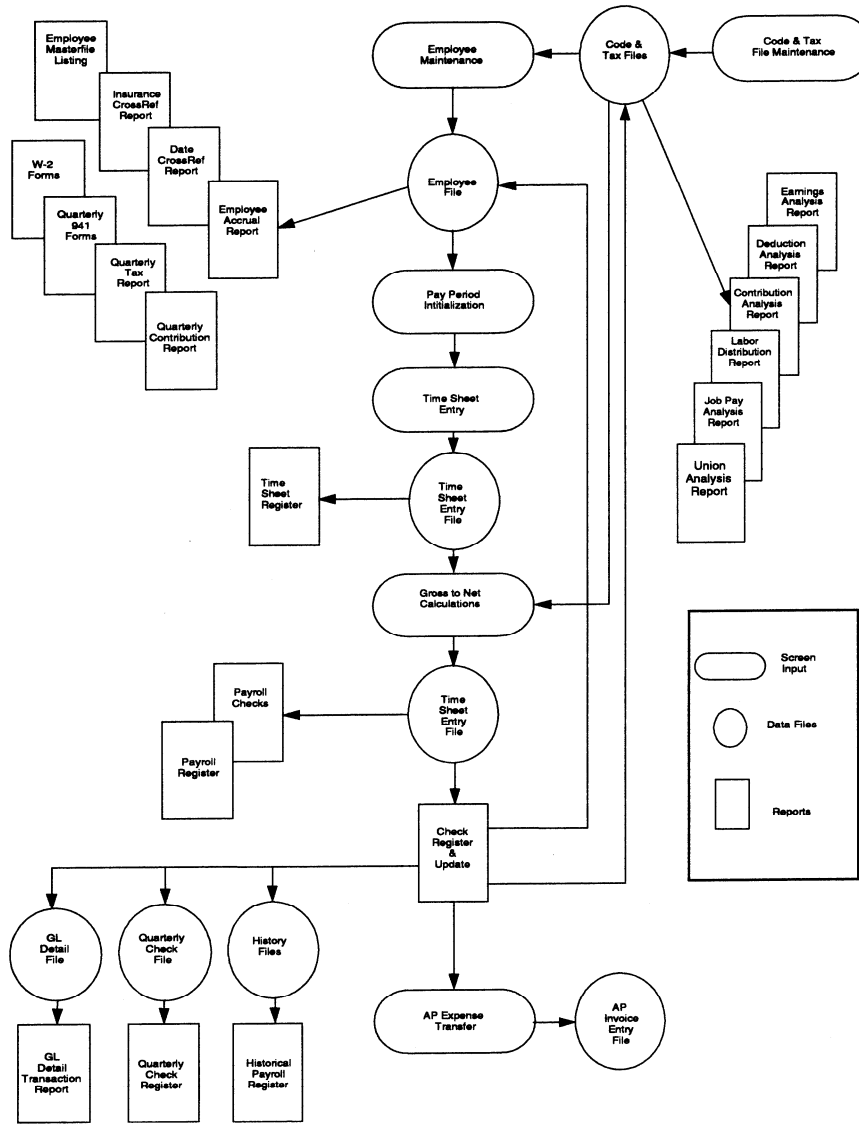 Employee
Masterfile
Listing
Insurance
CrossRef
Report
Date
CrossRef
Report
Employee
Accrual
Report
W-2
Forms
Quarterly
941
Forms
Quarterly
Tax
Report
Quarterly
Contribution
Report
Employee
Maintenance
Code &
Tax Files
Code & Tax
File Maintenance
Employee
File
Pay Period
Intitialization
Time Sheet
Entry
Time
Sheet
Register
Time
Sheet
Entry
File
Gross to Net
Calculations
Payroll
Checks
Payroll
Register
Time
Sheet
Entry
File
Earnings
Analysis
Report
Deduction
Analysis
Report
Contribution
Analysis
Report
Labor
Distribution
Report
Job Pay
Analysis
Report
Union
Analysis
Report
Screen
Input
Data Files
Reports
Check
Register
&
Update
GL
Detail
File
Quarterly
Check
File
History
Files
GL
Detail
Transaction
Report
Quarterly
Check
Register
Historical
Payroll
Register
AP Expense
Transfer
AP
Invoice
Entry
File